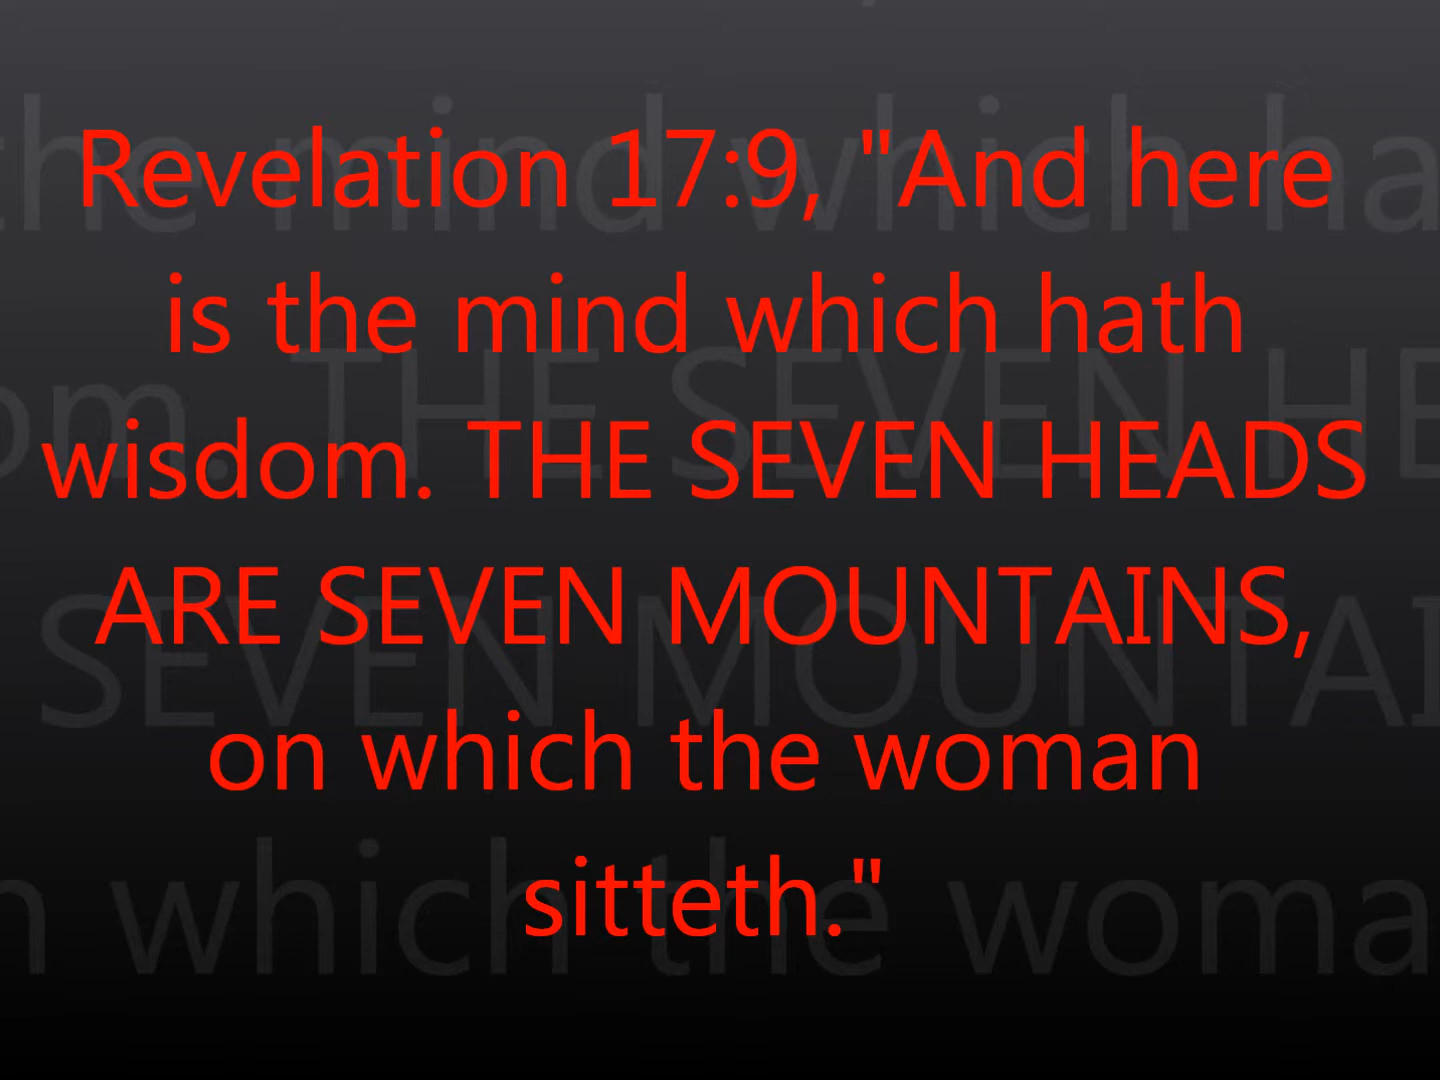 Revelation 17:9, "And here
is the mind which hath
wisdom. THE SEVEN HEADS
ARE SEVEN MOUNTAINS,
on which the woman
sitteth."